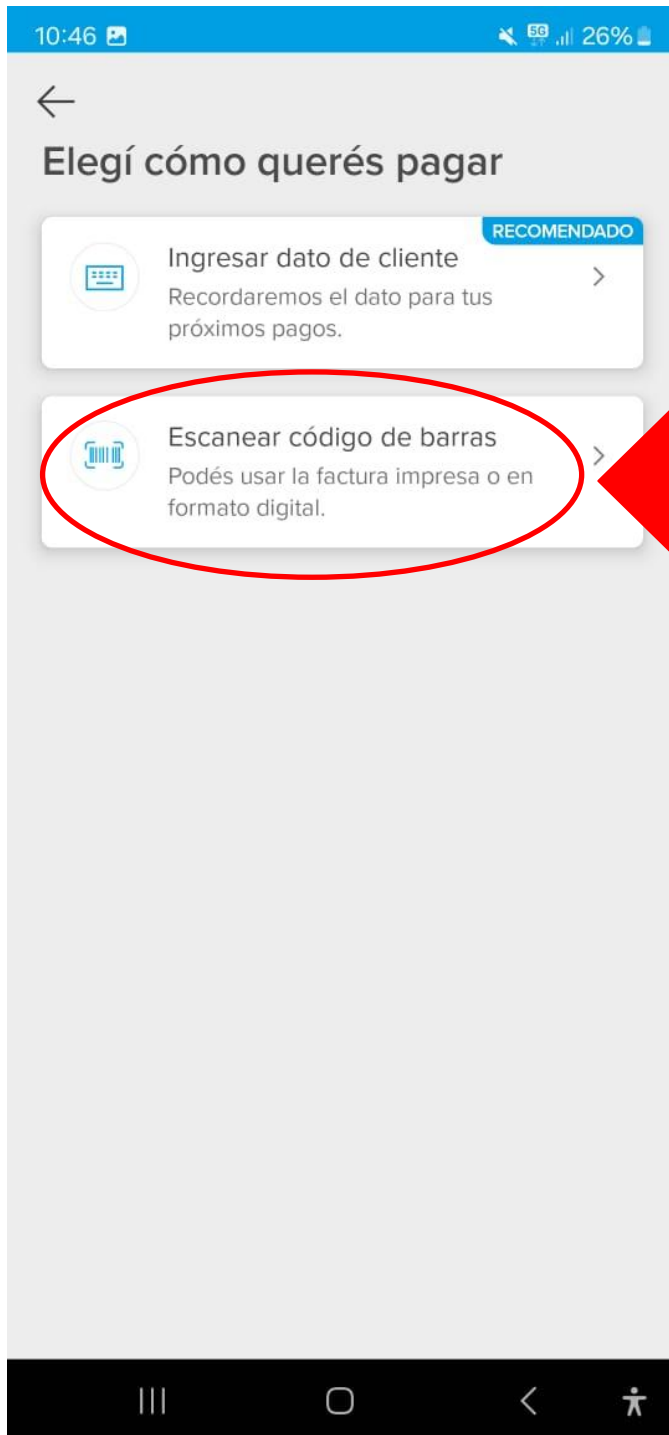 10:46 5G 26%
Elegí cómo querés pagar
RECOMENDADO
Ingresar dato de cliente
Recordaremos el dato para tus
próximos pagos.
Escanear código de barras
Podés usar la factura impresa o en
formato digital.